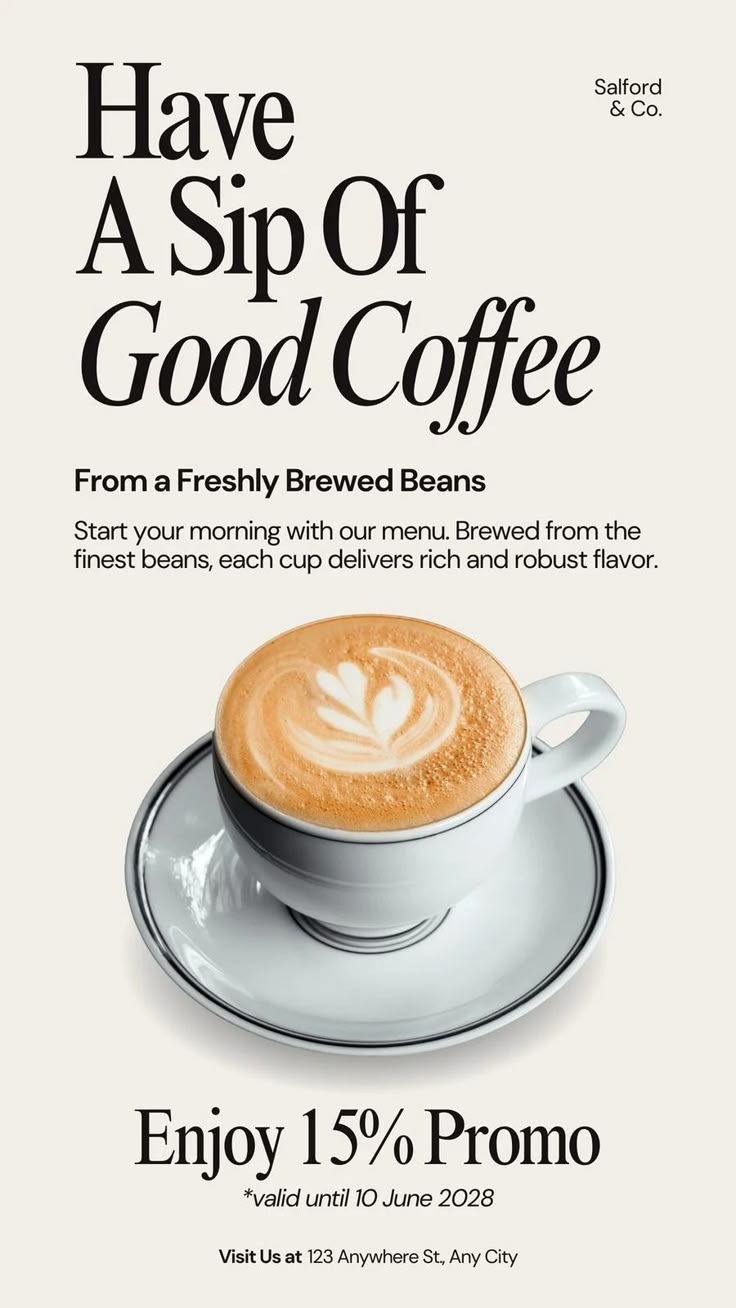 Have
A Sip Of
Good Coffee
Salford
& Co.
From a Freshly Brewed Beans
Start your morning with our menu. Brewed from the
finest beans, each cup delivers rich and robust flavor.
Enjoy 15% Promo
*valid until 10 June 2028
Visit Us at 123 Anywhere St., Any City